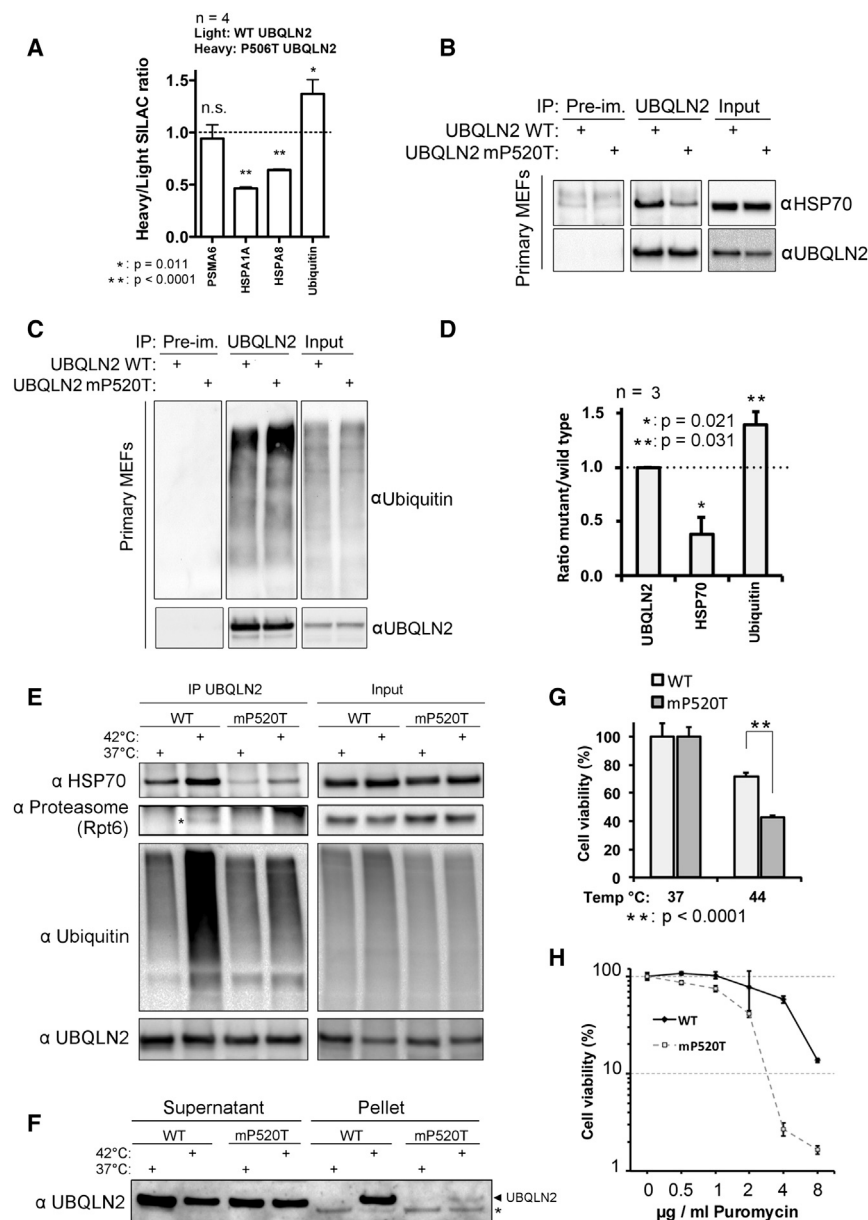 A
n = 4
Light: WT UBQLN2
Heavy: P506T UBQLN2
Heavy/Light SILAC ratio
1.5
1.0
0.5
0.0
n.s.
**
**
*
PSMA6
HSPA1A
HSPA8
Ubiquitin
*: p = 0.011
**: p < 0.0001
B
IP: Pre-im. UBQLN2 Input
UBQLN2 WT: + + +
UBQLN2 mP520T: + + +
Primary MEFs
αHSP70
αUBQLN2
C
IP: Pre-im. UBQLN2 Input
UBQLN2 WT: + + +
UBQLN2 mP520T: + + +
Primary MEFs
αUbiquitin
αUBQLN2
D
n = 3
*: p = 0.021
**: p = 0.031
Ratio mutant/wild type
1.5
1.0
0.5
0.0
*
**
UBQLN2
HSP70
Ubiquitin
E
IP UBQLN2 Input
WT mP520T WT mP520T
42°C: + + + +
37°C: + + + +
α HSP70
α Proteasome
(Rpt6)
*
α Ubiquitin
α UBQLN2
F
Supernatant Pellet
WT mP520T WT mP520T
42°C: + + + +
37°C: + + + +
α UBQLN2
◄ UBQLN2
*
G
WT
mP520T
**
Cell viability (%)
100
80
60
40
20
0
Temp °C: 37 44
**: p < 0.0001
H
Cell viability (%)
100
10
1
WT
mP520T
0 0.5 1 2 4 8
µg / ml Puromycin